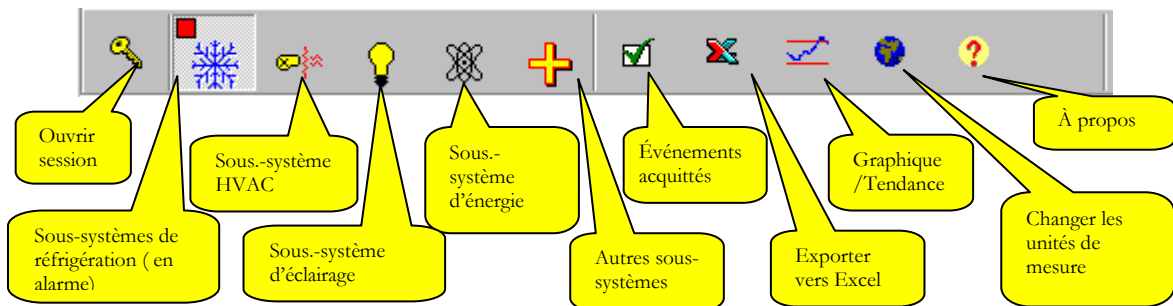 Ouvrir
session
Sous.-système
HVAC
Sous.-
système
d'énergie
Événements
acquittés
Graphique
/Tendance
À propos
Sous-systèmes de
réfrigération ( en
alarme)
Sous.-système
d'éclairage
Autres sous-
systèmes
Exporter
vers Excel
Changer les
unités de
mesure